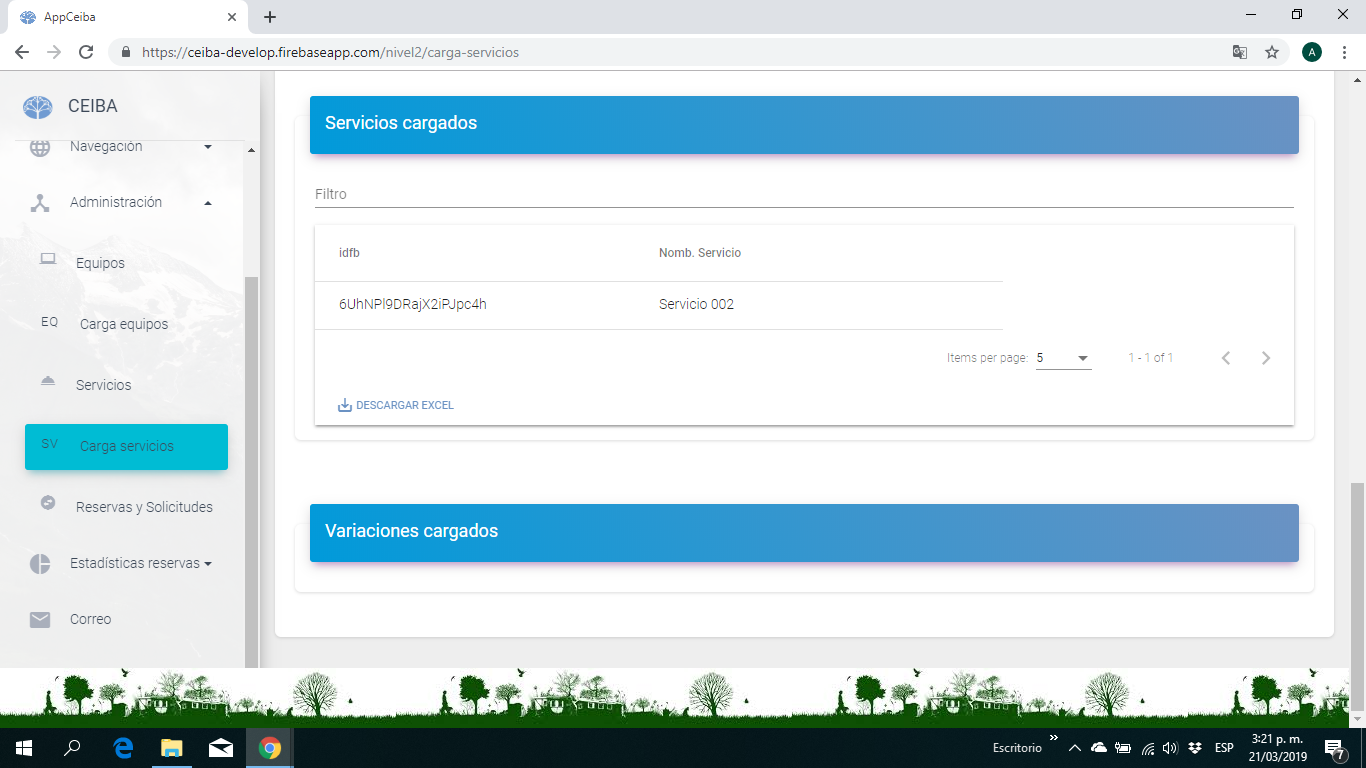 AppCeiba
https://ceiba-develop.firebaseapp.com/nivel2/carga-servicios
A
CEIBA
Navegación
Administración
Equipos
EQ Carga equipos
Servicios
SV Carga servicios
Reservas y Solicitudes
Estadísticas reservas
Correo
Servicios cargados
Filtro
idfb Nomb. Servicio
6UhNPl9DRajX2iPJpc4h Servicio 002
Items per page: 5 1 - 1 of 1
DESCARGAR EXCEL
Variaciones cargados
Escritorio
ESP
3:21 p. m.
21/03/2019
7